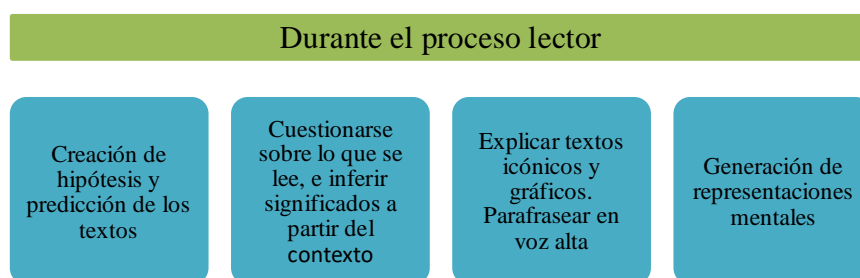 Durante el proceso lector
Creación de
hipótesis y
predicción de los
textos
Cuestionarse
sobre lo que se
lee, e inferir
significados a
partir del
contexto
Explicar textos
icónicos y
gráficos.
Parafrasear en
voz alta
Generación de
representaciones
mentales